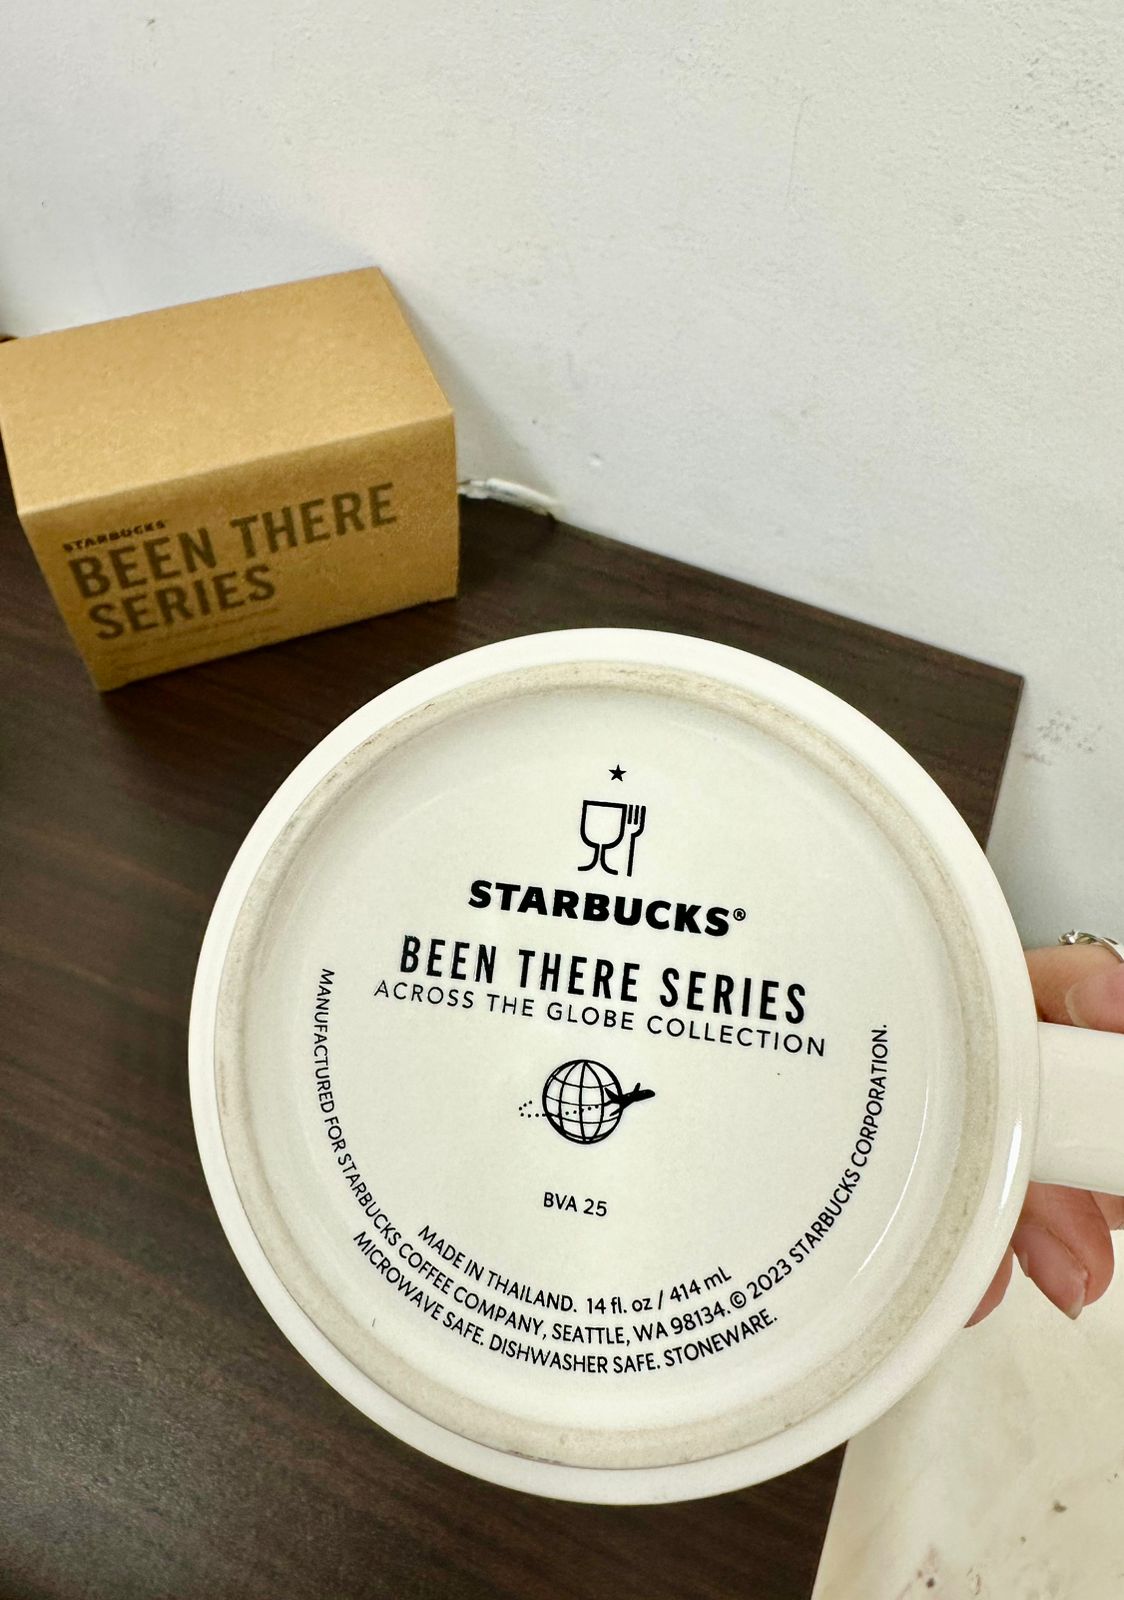 STARBUCKS
BEEN THERE
SERIES
STARBUCKS®
BEEN THERE SERIES
ACROSS THE GLOBE COLLECTION
BVA 25
MADE IN THAILAND. 14 fl. oz / 414 mL
MANUFACTURED FOR STARBUCKS COFFEE COMPANY, SEATTLE, WA 98134. © 2023 STARBUCKS CORPORATION.
MICROWAVE SAFE. DISHWASHER SAFE. STONEWARE.